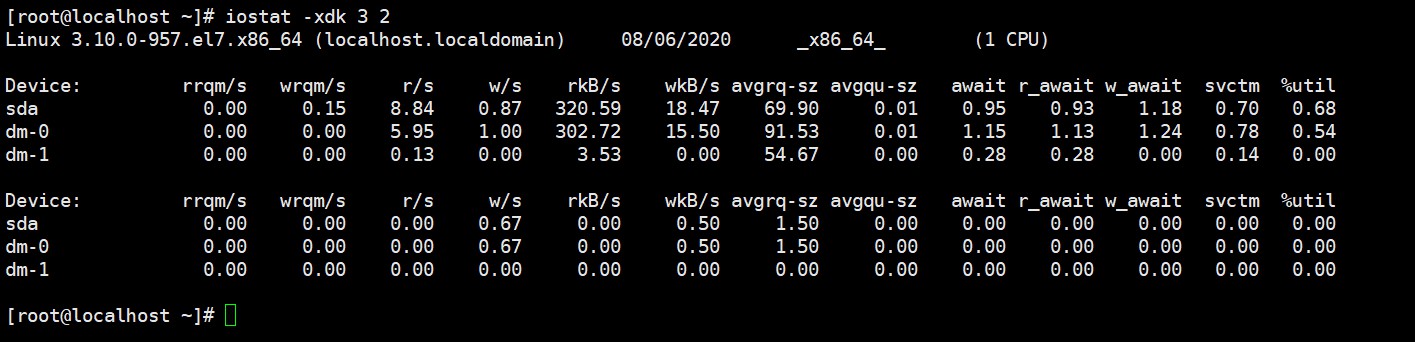 [root@localhost ~]# iostat -xdk 3 2
Linux 3.10.0-957.el7.x86_64 (localhost.localdomain)     08/06/2020      _x86_64_        (1 CPU)
Device:         rrqm/s   wrqm/s     r/s     w/s    rkB/s    wkB/s avgrq-sz avgqu-sz   await r_await w_await  svctm  %util
sda               0.00     0.15    8.84    0.87   320.59    18.47    69.90     0.01    0.95    0.93    1.18   0.70   0.68
dm-0              0.00     0.00    5.95    1.00   302.72    15.50    91.53     0.01    1.15    1.13    1.24   0.78   0.54
dm-1              0.00     0.00    0.13    0.00     3.53     0.00    54.67     0.00    0.28    0.28    0.00   0.14   0.00
Device:         rrqm/s   wrqm/s     r/s     w/s    rkB/s    wkB/s avgrq-sz avgqu-sz   await r_await w_await  svctm  %util
sda               0.00     0.00    0.00    0.67     0.00     0.50     1.50     0.00    0.00    0.00    0.00   0.00   0.00
dm-0              0.00     0.00    0.00    0.67     0.00     0.50     1.50     0.00    0.00    0.00    0.00   0.00   0.00
dm-1              0.00     0.00    0.00    0.00     0.00     0.00     0.00     0.00    0.00    0.00    0.00   0.00   0.00
[root@localhost ~]#